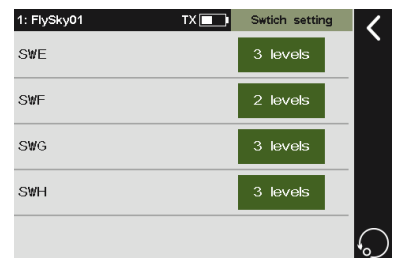 1: FlySky01 TX Swtich setting
SWE 3 levels
SWF 2 levels
SWG 3 levels
SWH 3 levels